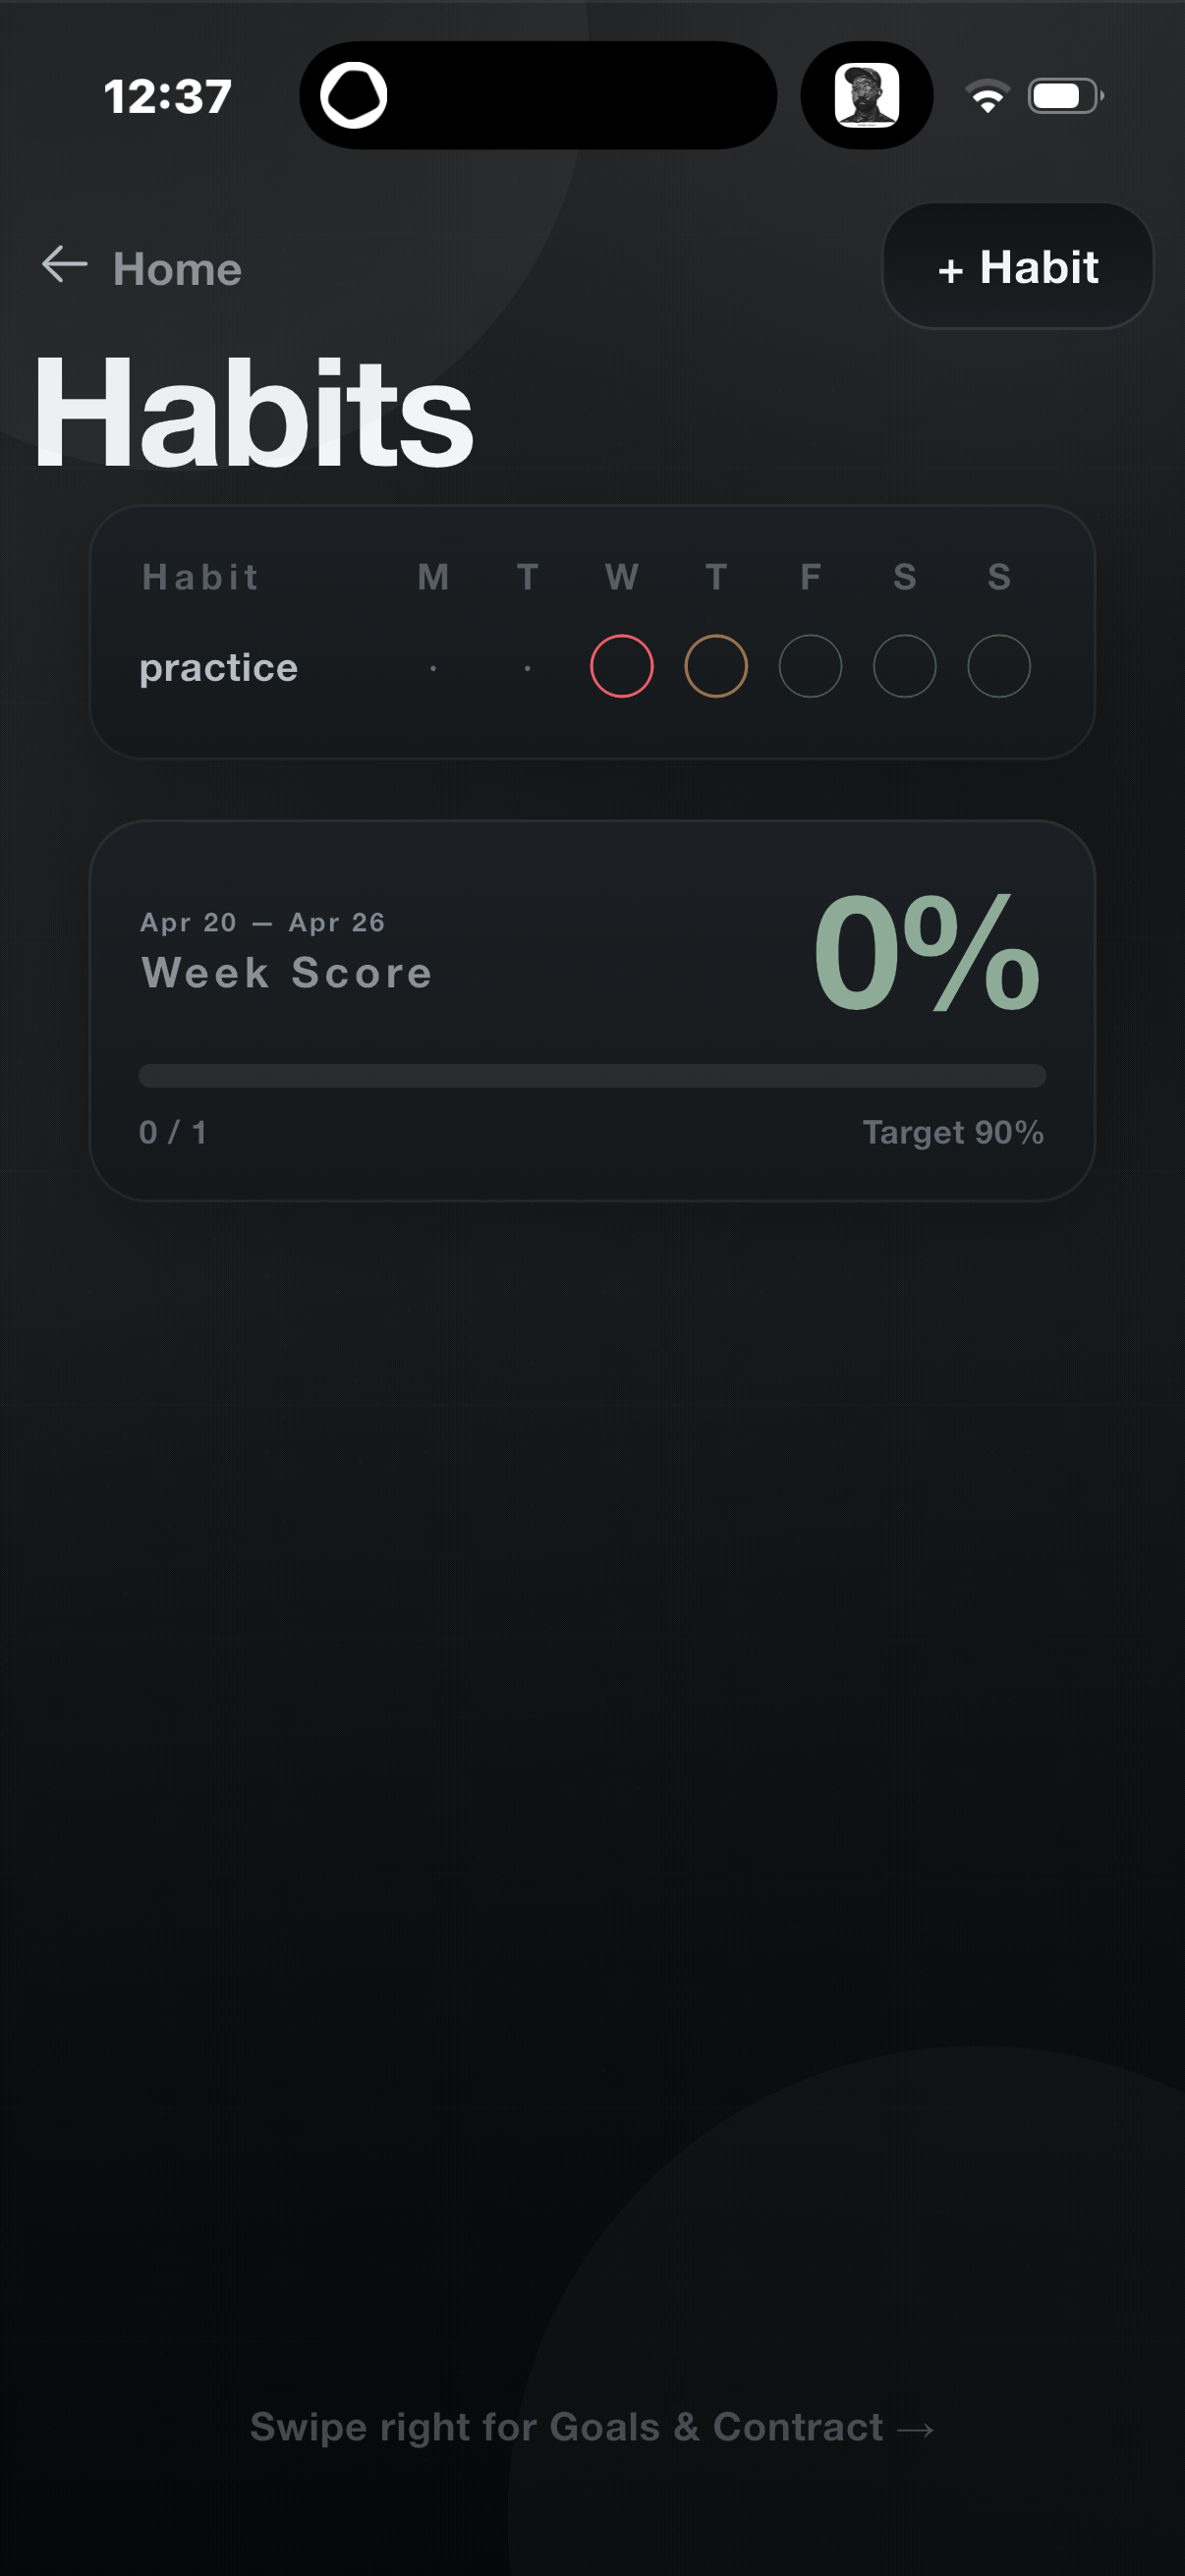 12:37
← Home
+ Habit
Habits
Habit M T W T F S S
practice
Apr 20 — Apr 26
Week Score
0%
0 / 1
Target 90%
Swipe right for Goals & Contract →